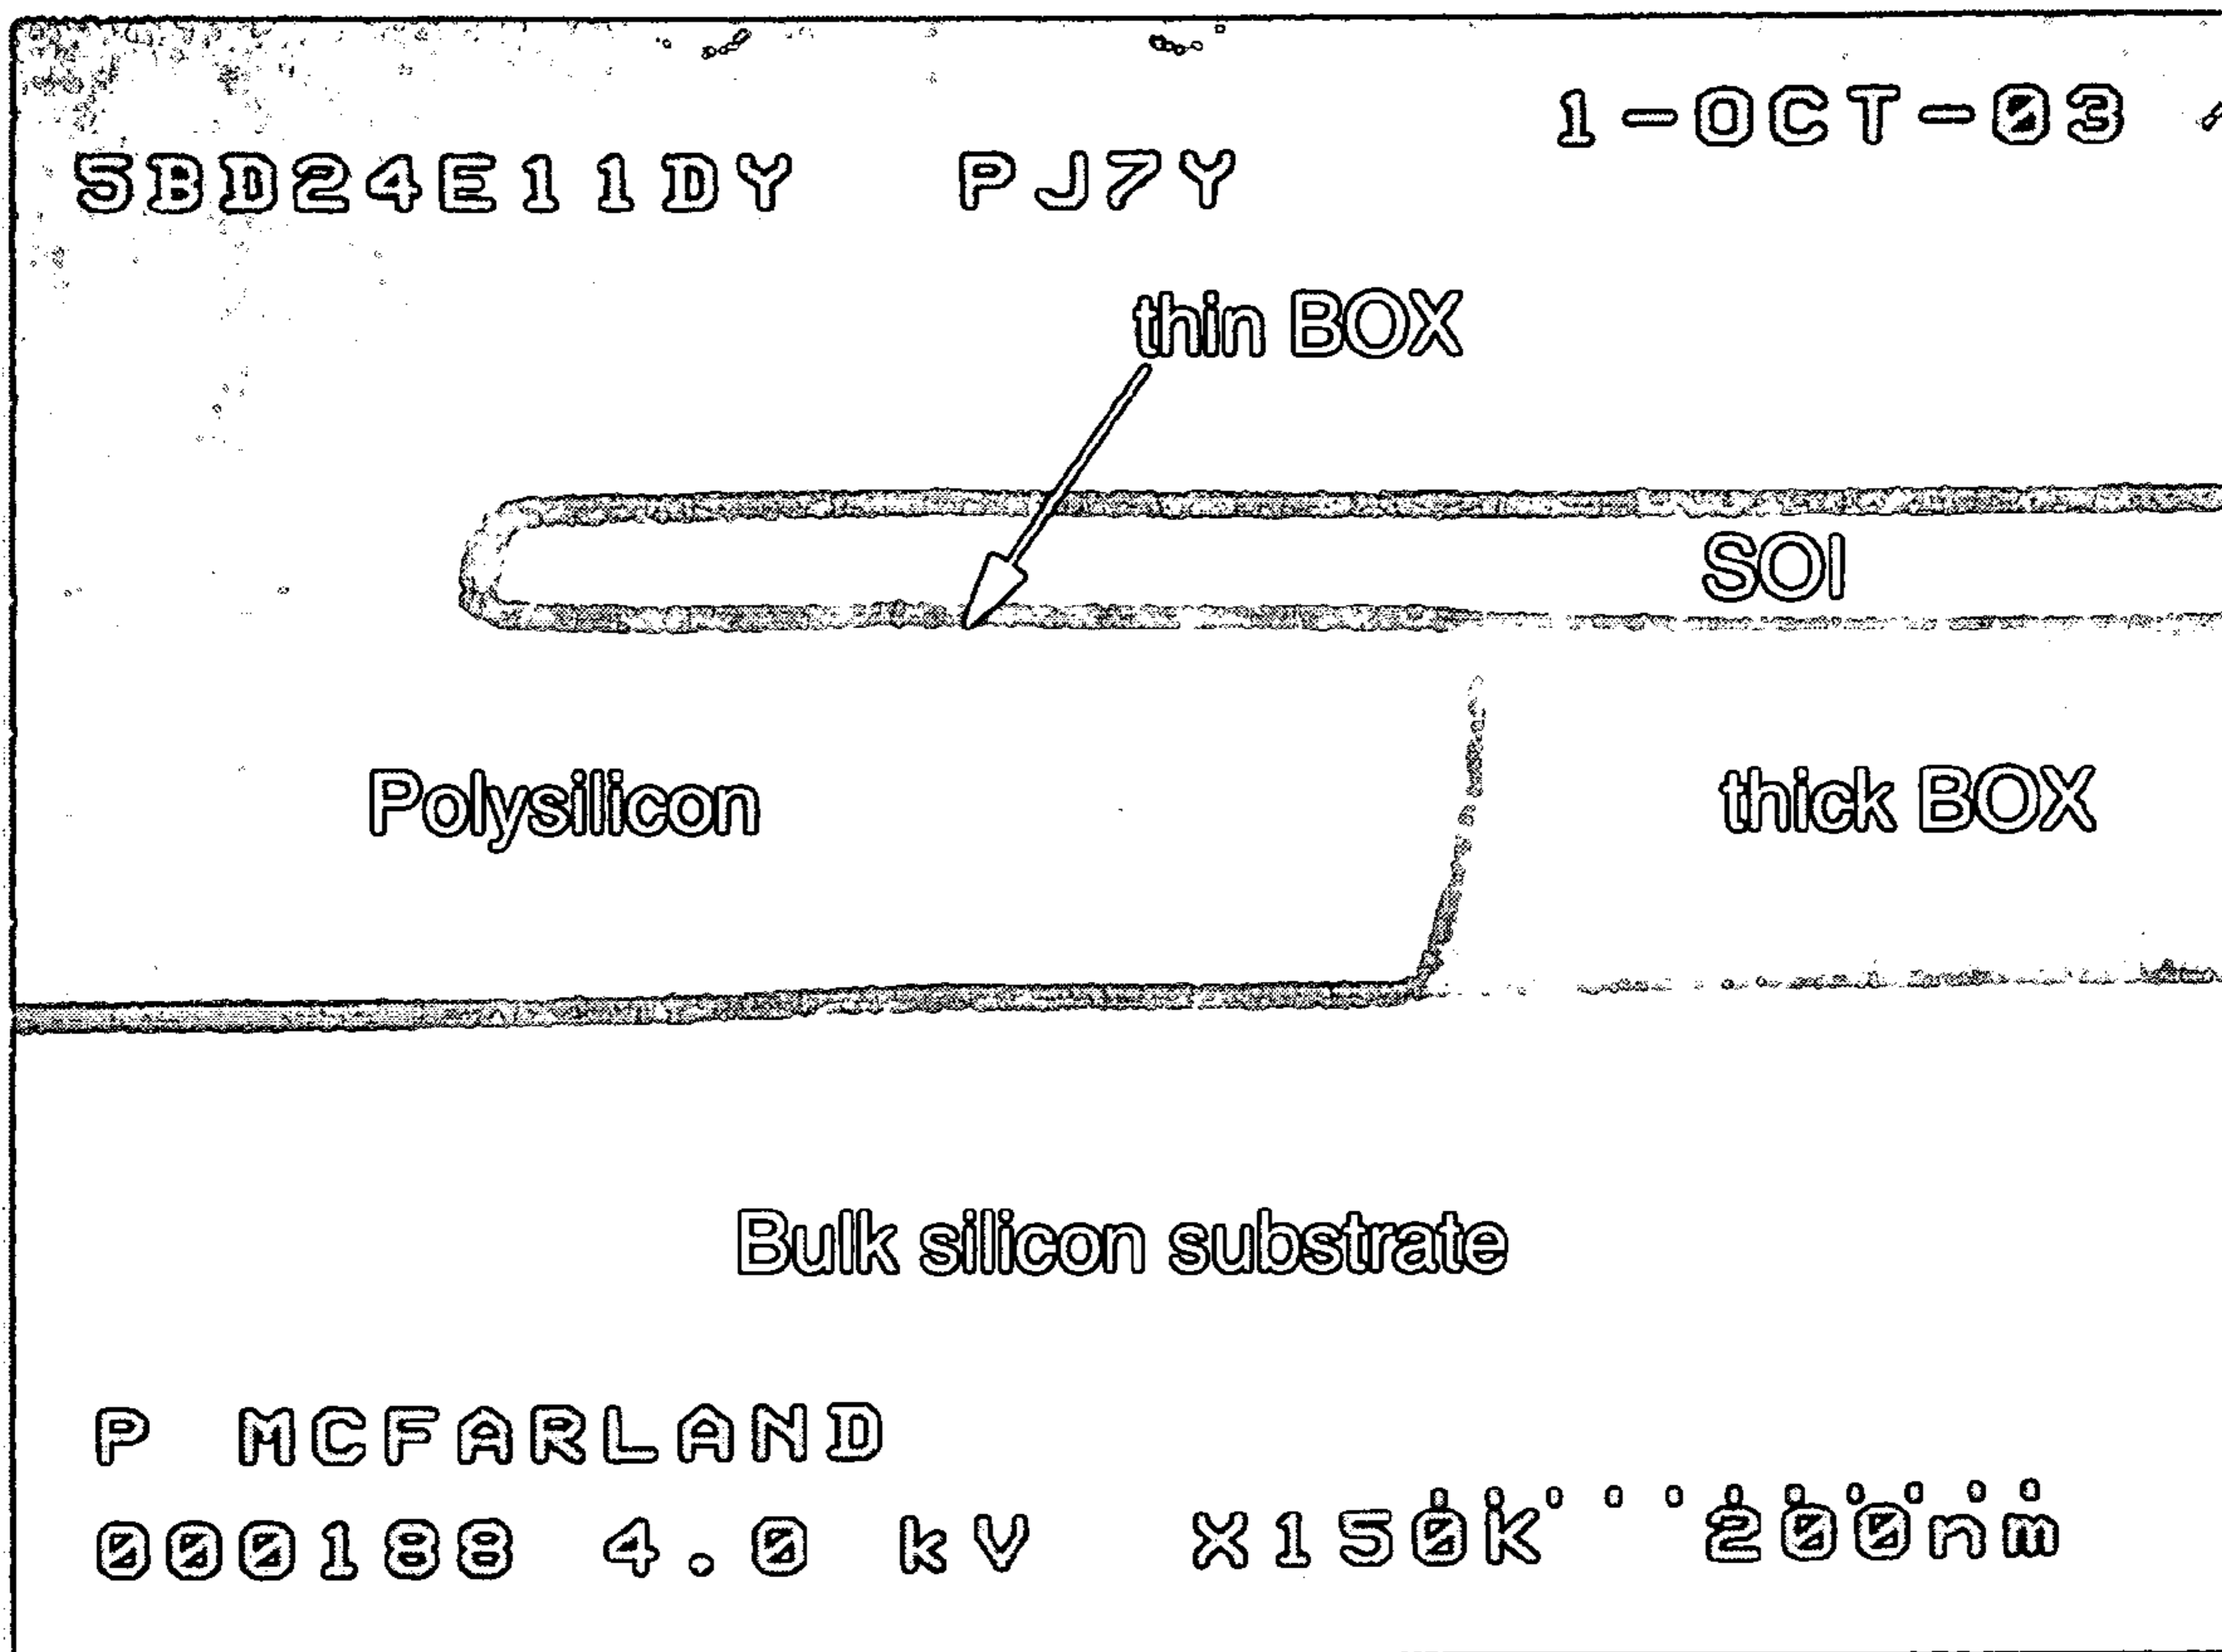 1-OCT-03
5BD24E11DY PJ7Y
thin BOX
SOI
Polysilicon
thick BOX
Bulk silicon substrate
P MCFARLAND
000188 4.0 kV X150K 200nm